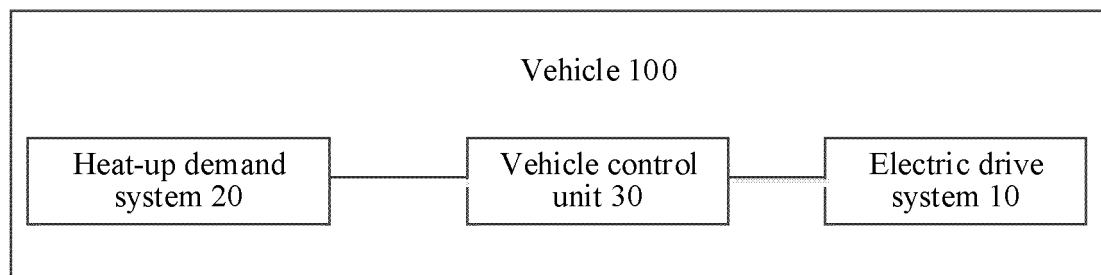 Vehicle 100
Heat-up demand
system 20
Vehicle control
unit 30
Electric drive
system 10